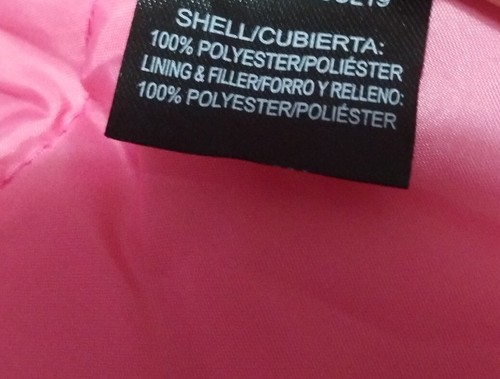 SHELL/CUBIERTA:
100% POLYESTER/POLIÉSTER
LINING & FILLER/FORRO Y RELLENO:
100% POLYESTER/POLIÉSTER